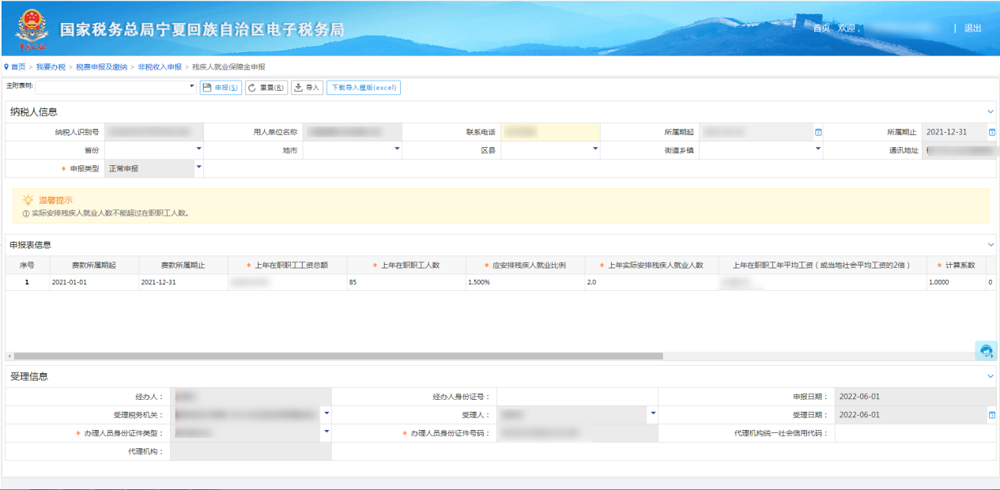 国家税务总局宁夏回族自治区电子税务局
首页 欢迎, | 退出
首页 > 我要办税 > 税费申报及缴纳 > 非税收入申报 > 残疾人就业保障金申报
主附表树: 申报(S) 重置(R) 导入 下载导入模版(excel)
纳税人信息
纳税人识别号 用人单位名称 联系电话 所属期起 所属期止 2021-12-31
省份 地市 区县 街道乡镇 通讯地址
* 申报类型 正常申报
温馨提示
① 实际安排残疾人就业人数不能超过在职职工人数。
申报表信息
序号 费款所属期起 费款所属期止 * 上年在职职工工资总额 * 上年在职职工人数 * 应安排残疾人就业比例 * 上年实际安排残疾人就业人数 上年在职职工年平均工资(或当地社会平均工资的2倍) * 计算系数
1 2021-01-01 2021-12-31 85 1.500% 2.0 1.0000 0
受理信息
经办人: 经办人身份证号: 申报日期: 2022-06-01
受理税务机关: 受理人: 受理日期: 2022-06-01
* 办理人员身份证件类型: * 办理人员身份证件号码: 代理机构统一社会信用代码:
代理机构: